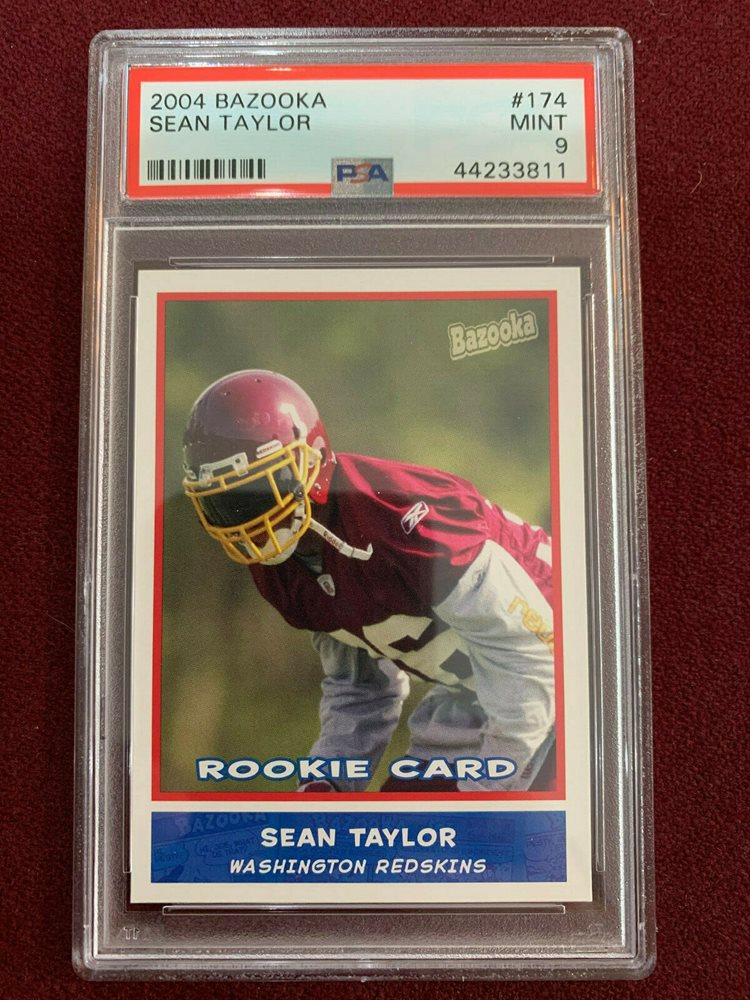 2004 BAZOOKA #174
SEAN TAYLOR MINT
9
PSA 44233811
Bazooka
ROOKIE CARD
SEAN TAYLOR
WASHINGTON REDSKINS